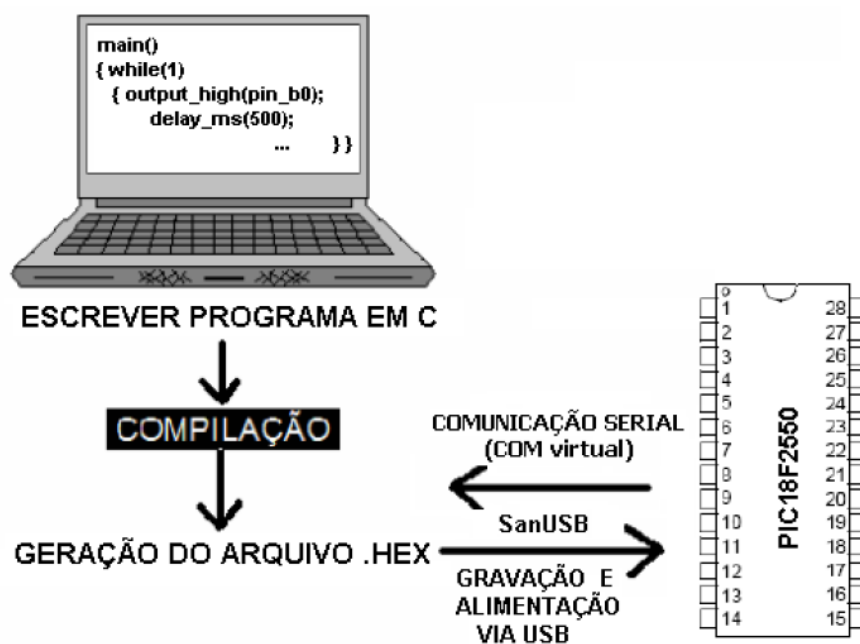 main()
{ while(1)
{ output_high(pin_b0);
delay_ms(500);
... } }
ESCREVER PROGRAMA EM C
COMPILAÇÃO
GERAÇÃO DO ARQUIVO .HEX
COMUNICAÇÃO SERIAL
(COM virtual)
SanUSB
GRAVAÇÃO E
ALIMENTAÇÃO
VIA USB
PIC18F2550
1 28
2 27
3 26
4 25
5 24
6 23
7 22
8 21
9 20
10 19
11 18
12 17
13 16
14 15